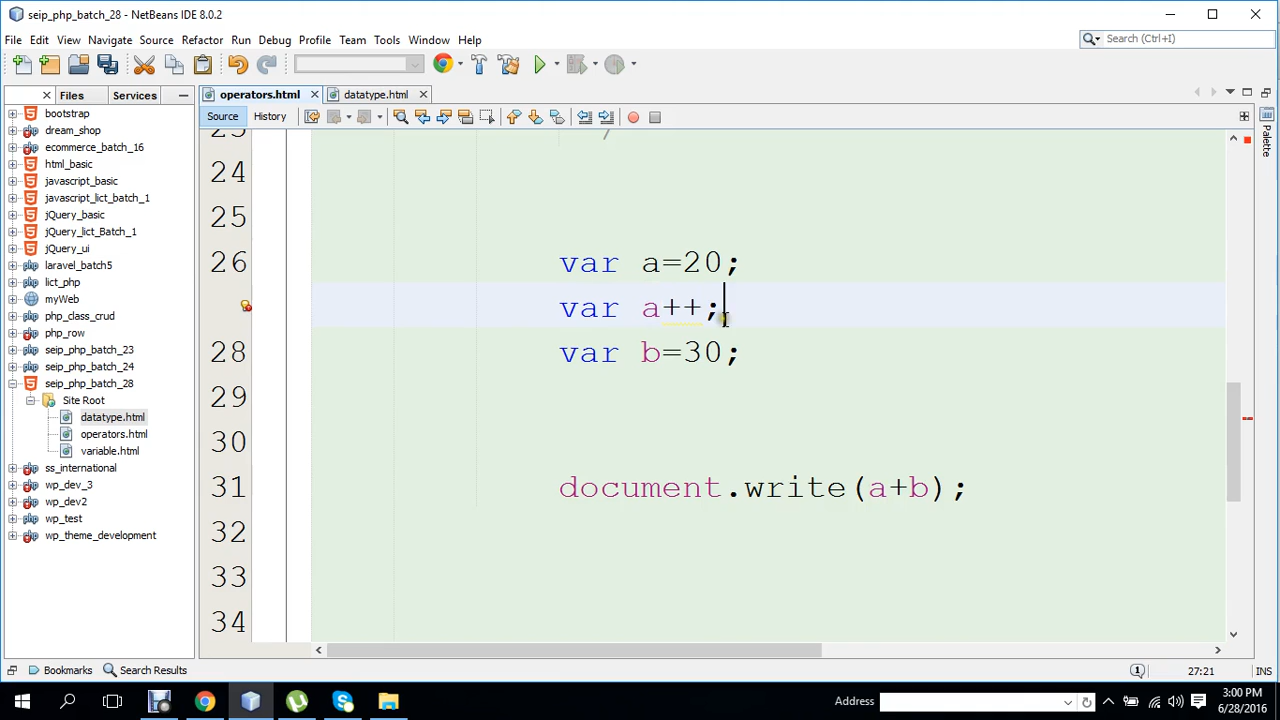 seip_php_batch_28 - NetBeans IDE 8.0.2
File Edit View Navigate Source Refactor Run Debug Profile Team Tools Window Help
Search (Ctrl+I)
Files Services
operators.html datatype.html
Source History
Palette
bootstrap
dream_shop
ecommerce_batch_16
html_basic
javascript_basic
javascript_lict_batch_1
jQuery_basic
jQuery_lict_Batch_1
jQuery_ui
laravel_batch5
lict_php
myWeb
php_class_crud
php_row
seip_php_batch_23
seip_php_batch_24
seip_php_batch_28
Site Root
datatype.html
operators.html
variable.html
ss_international
wp_dev_3
wp_dev2
wp_test
wp_theme_development
25 /
24
25
26 var a=20;
var a++;
28 var b=30;
29
30
31 document.write(a+b);
32
33
34
Bookmarks Search Results
1 27:21 INS
Address
3:00 PM
6/28/2016